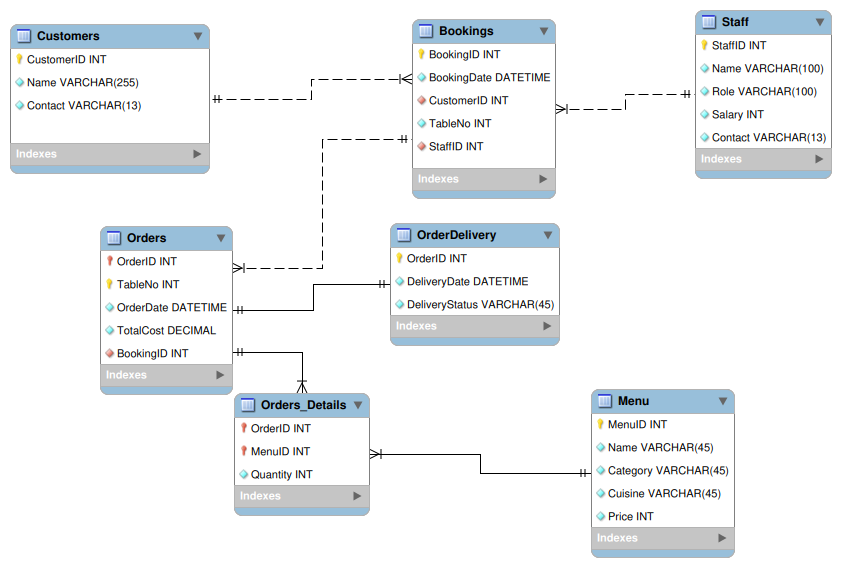 Customers
CustomerID INT
Name VARCHAR(255)
Contact VARCHAR(13)
Indexes
Bookings
BookingID INT
BookingDate DATETIME
CustomerID INT
TableNo INT
StaffID INT
Indexes
Staff
StaffID INT
Name VARCHAR(100)
Role VARCHAR(100)
Salary INT
Contact VARCHAR(13)
Indexes
Orders
OrderID INT
TableNo INT
OrderDate DATETIME
TotalCost DECIMAL
BookingID INT
Indexes
OrderDelivery
OrderID INT
DeliveryDate DATETIME
DeliveryStatus VARCHAR(45)
Indexes
Orders_Details
OrderID INT
MenuID INT
Quantity INT
Indexes
Menu
MenuID INT
Name VARCHAR(45)
Category VARCHAR(45)
Cuisine VARCHAR(45)
Price INT
Indexes